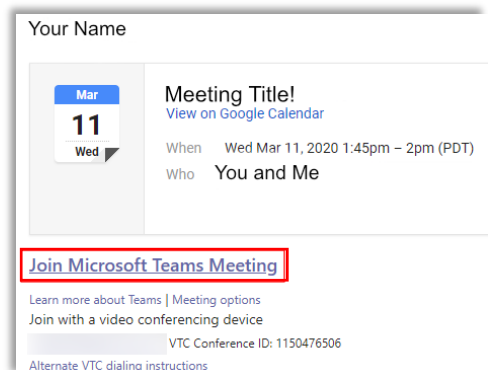 Your Name
Mar
11
Wed
Meeting Title!
View on Google Calendar
When Wed Mar 11, 2020 1:45pm – 2pm (PDT)
Who You and Me
Join Microsoft Teams Meeting
Learn more about Teams | Meeting options
Join with a video conferencing device
VTC Conference ID: 1150476506
Alternate VTC dialing instructions